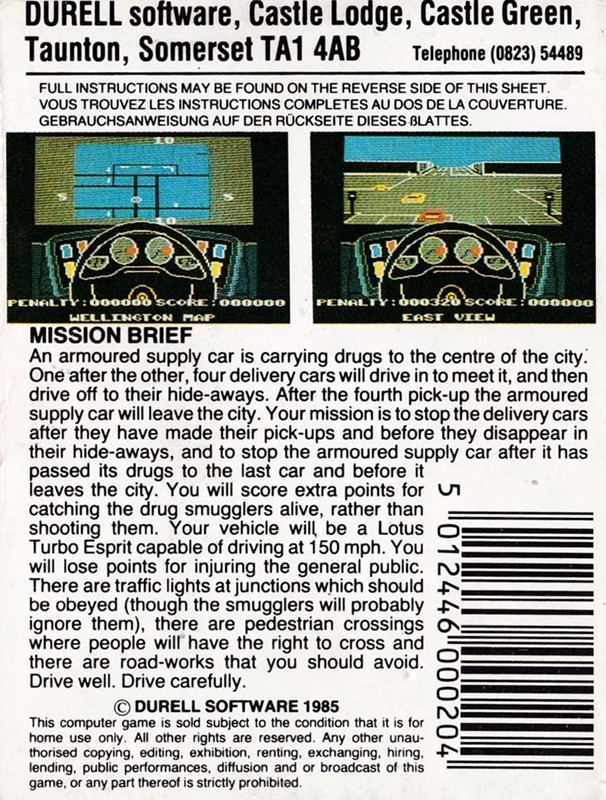 DURELL software, Castle Lodge, Castle Green,
Taunton, Somerset TA1 4AB Telephone (0823) 54489
FULL INSTRUCTIONS MAY BE FOUND ON THE REVERSE SIDE OF THIS SHEET.
VOUS TROUVEZ LES INSTRUCTIONS COMPLETES AU DOS DE LA COUVERTURE.
GEBRAUCHSANWEISUNG AUF DER RÜCKSEITE DIESES BLATTES.
10
S S
4
4 4
10
PENALTY:000000 SCORE:000000
WELLINGTON MAP
PENALTY:000320 SCORE:000000
EAST VIEW
MISSION BRIEF
An armoured supply car is carrying drugs to the centre of the city.
One after the other, four delivery cars will drive in to meet it, and then
drive off to their hide-aways. After the fourth pick-up the armoured
supply car will leave the city. Your mission is to stop the delivery cars
after they have made their pick-ups and before they disappear in
their hide-aways, and to stop the armoured supply car after it has
passed its drugs to the last car and before it
leaves the city. You will score extra points for
catching the drug smugglers alive, rather than
shooting them. Your vehicle will be a Lotus
Turbo Esprit capable of driving at 150 mph. You
will lose points for injuring the general public.
There are traffic lights at junctions which should
be obeyed (though the smugglers will probably
ignore them), there are pedestrian crossings
where people will have the right to cross and
there are road-works that you should avoid.
Drive well. Drive carefully.
© DURELL SOFTWARE 1985
This computer game is sold subject to the condition that it is for
home use only. All other rights are reserved. Any other unau-
thorised copying, editing, exhibition, renting, exchanging, hiring,
lending, public performances, diffusion and or broadcast of this
game, or any part thereof is strictly prohibited.
5 012446 000204